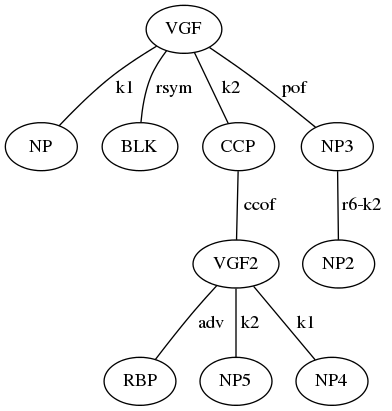 VGF
k1 rsym k2 pof
NP BLK CCP NP3
ccof r6-k2
VGF2 NP2
adv k2 k1
RBP NP5 NP4